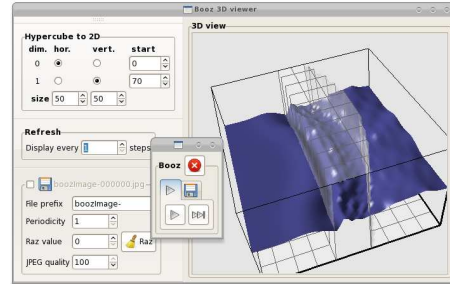 Booz 3D viewer
Hypercube to 2D
dim. hor. vert. start
0 0
1 70
size 50 50
Refresh
Display every 1 steps
boozImage-000000.jpg
File prefix boozImage-
Periodicity 1
Raz value 0 Raz
JPEG quality 100
3D view
Booz